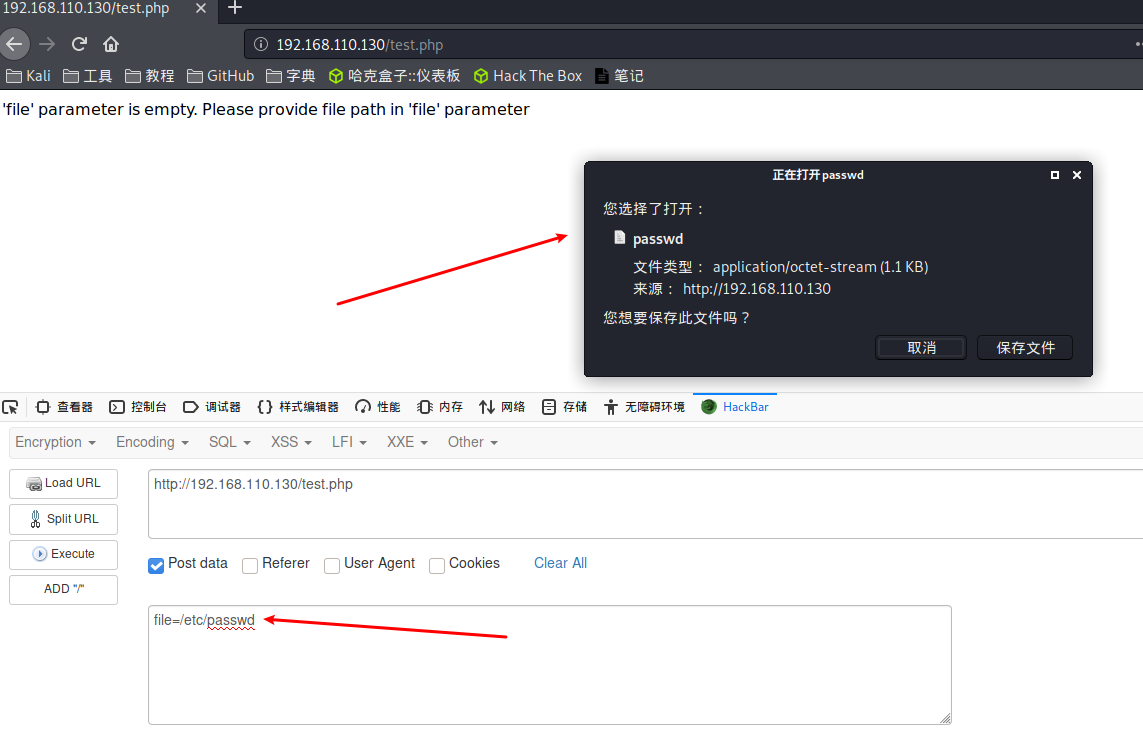 192.168.110.130/test.php
192.168.110.130/test.php
Kali 工具 教程 GitHub 字典 哈克盒子::仪表板 Hack The Box 笔记
'file' parameter is empty. Please provide file path in 'file' parameter
正在打开 passwd
您选择了打开：
passwd
文件类型： application/octet-stream (1.1 KB)
来源： http://192.168.110.130
您想要保存此文件吗？
取消 保存文件
查看器 控制台 调试器 样式编辑器 性能 内存 网络 存储 无障碍环境 HackBar
Encryption Encoding SQL XSS LFI XXE Other
Load URL
http://192.168.110.130/test.php
Split URL
Execute
Post data Referer User Agent Cookies Clear All
ADD "/"
file=/etc/passwd